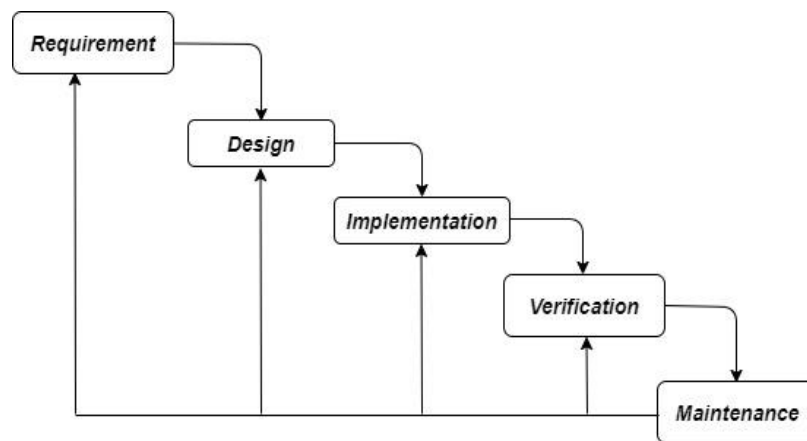 Requirement
Design
Implementation
Verification
Maintenance